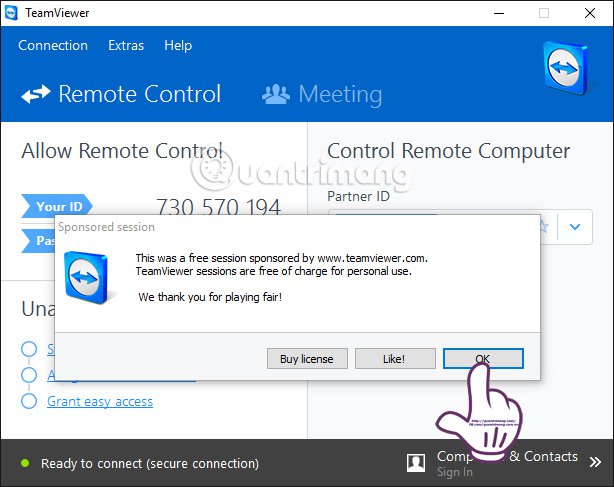 TeamViewer
Connection Extras Help
Remote Control
Meeting
Allow Remote Control
Control Remote Computer
Quantrimang
Your ID
730 570 194
Partner ID
Pas
Sponsored session
This was a free session sponsored by www.teamviewer.com.
TeamViewer sessions are free of charge for personal use.
We thank you for playing fair!
Una
Buy license
Like!
OK
S
Grant easy access
Ready to connect (secure connection)
Comp & Contacts
Sign In